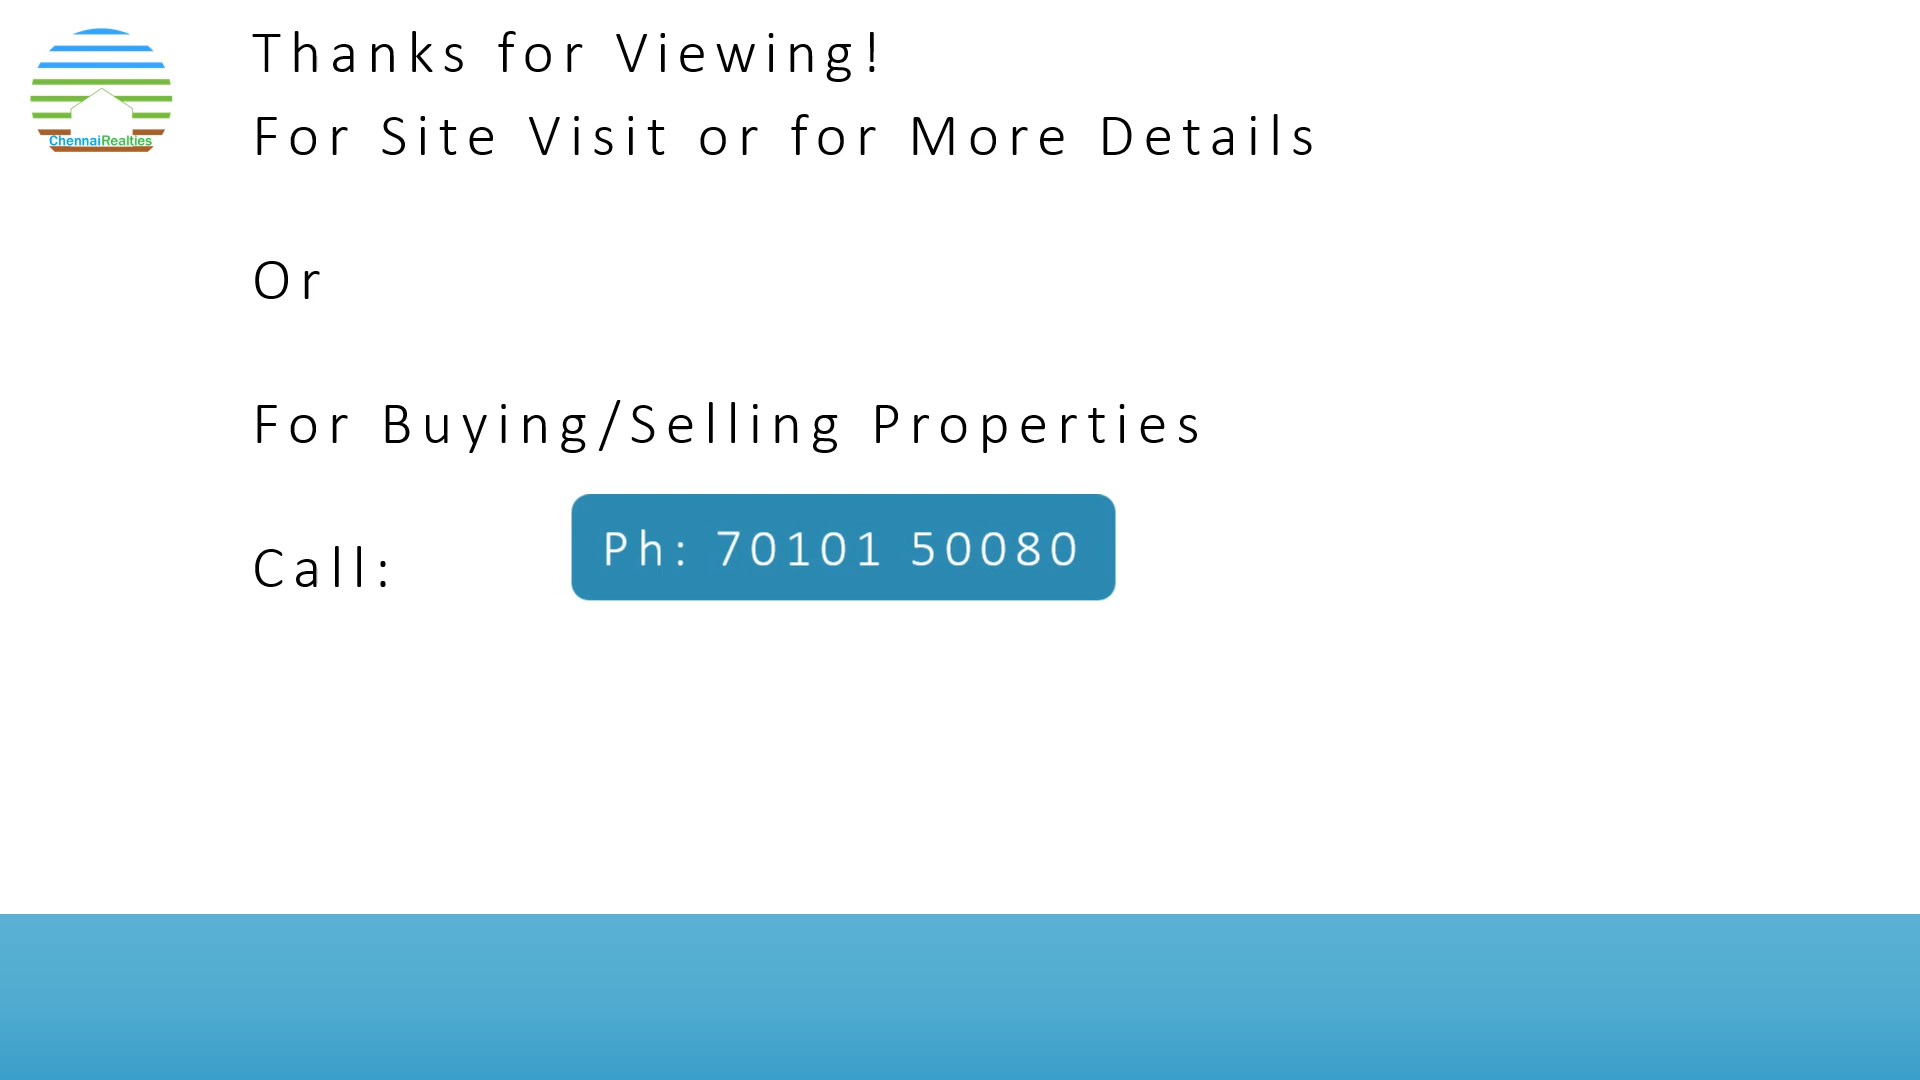 Thanks for Viewing!
ChennaiRealties
For Site Visit or for More Details
Or
For Buying/Selling Properties
Call:
Ph: 70101 50080